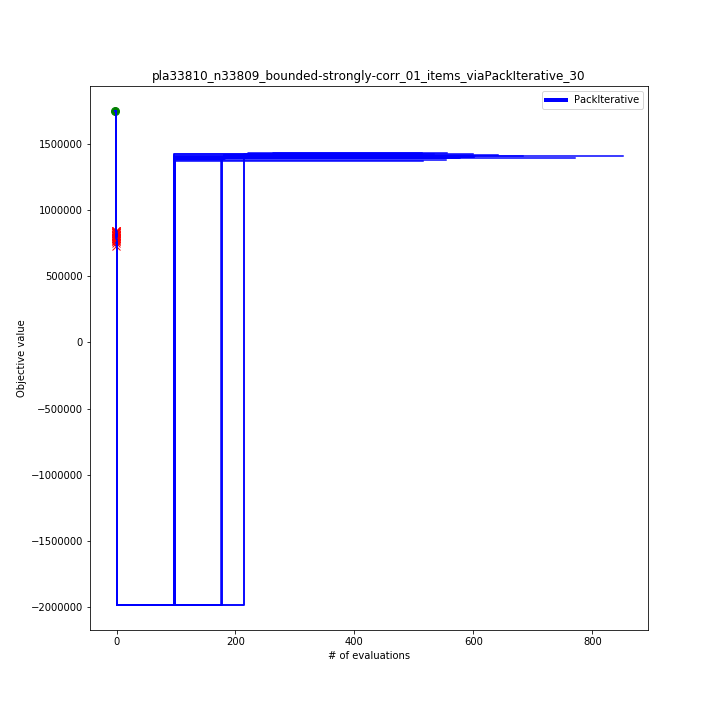 pla33810_n33809_bounded-strongly-corr_01_items_viaPackIterative_30
PackIterative
1500000
1000000
500000
0
−500000
−1000000
−1500000
−2000000
Objective value
0 200 400 600 800
# of evaluations